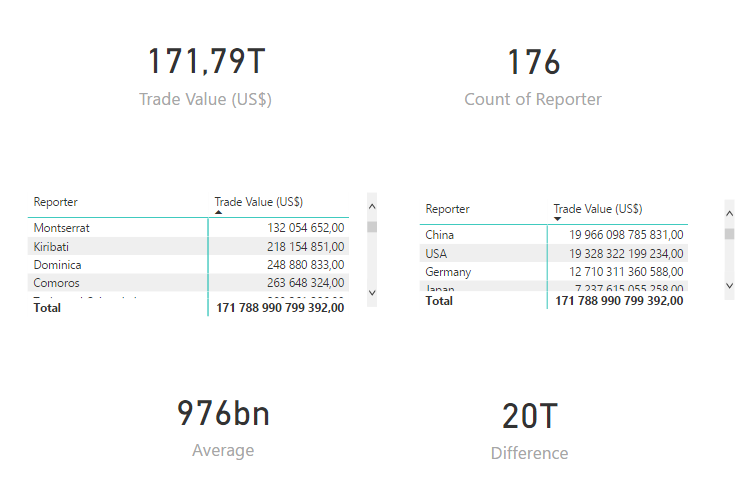 171,79T
Trade Value (US$)
176
Count of Reporter
Reporter Trade Value (US$)
Montserrat 132 054 652,00
Kiribati 218 154 851,00
Dominica 248 880 833,00
Comoros 263 648 324,00
Total 171 788 990 799 392,00
Reporter Trade Value (US$)
China 19 966 098 785 831,00
USA 19 328 322 199 234,00
Germany 12 710 311 360 588,00
Japan 7 237 615 055 258,00
Total 171 788 990 799 392,00
976bn
Average
20T
Difference